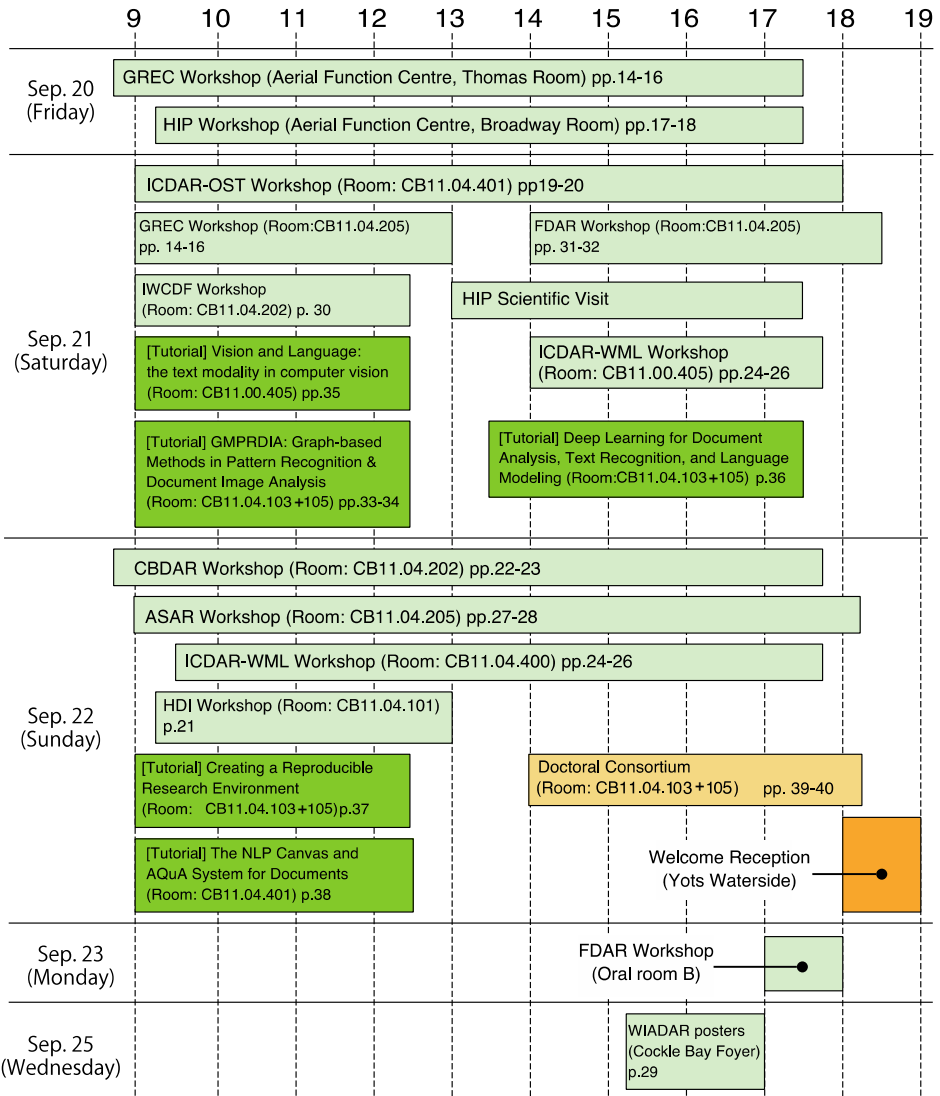 9 10 11 12 13 14 15 16 17 18 19
Sep. 20
(Friday)
GREC Workshop (Aerial Function Centre, Thomas Room) pp.14-16
HIP Workshop (Aerial Function Centre, Broadway Room) pp.17-18
Sep. 21
(Saturday)
ICDAR-OST Workshop (Room: CB11.04.401) pp19-20
GREC Workshop (Room:CB11.04.205)
pp. 14-16
FDAR Workshop (Room:CB11.04.205)
pp. 31-32
IWCDF Workshop
(Room: CB11.04.202) p. 30
HIP Scientific Visit
[Tutorial] Vision and Language:
the text modality in computer vision
(Room: CB11.00.405) pp.35
ICDAR-WML Workshop
(Room: CB11.00.405) pp.24-26
[Tutorial] GMPRDIA: Graph-based
Methods in Pattern Recognition &
Document Image Analysis
(Room: CB11.04.103+105) pp.33-34
[Tutorial] Deep Learning for Document
Analysis, Text Recognition, and Language
Modeling (Room:CB11.04.103+105) p.36
Sep. 22
(Sunday)
CBDAR Workshop (Room: CB11.04.202) pp.22-23
ASAR Workshop (Room: CB11.04.205) pp.27-28
ICDAR-WML Workshop (Room: CB11.04.400) pp.24-26
HDI Workshop (Room: CB11.04.101)
p.21
[Tutorial] Creating a Reproducible
Research Environment
(Room: CB11.04.103+105)p.37
Doctoral Consortium
(Room: CB11.04.103+105) pp. 39-40
[Tutorial] The NLP Canvas and
AQuA System for Documents
(Room: CB11.04.401) p.38
Welcome Reception
(Yots Waterside)
Sep. 23
(Monday)
FDAR Workshop
(Oral room B)
Sep. 25
(Wednesday)
WIADAR posters
(Cockle Bay Foyer)
p.29